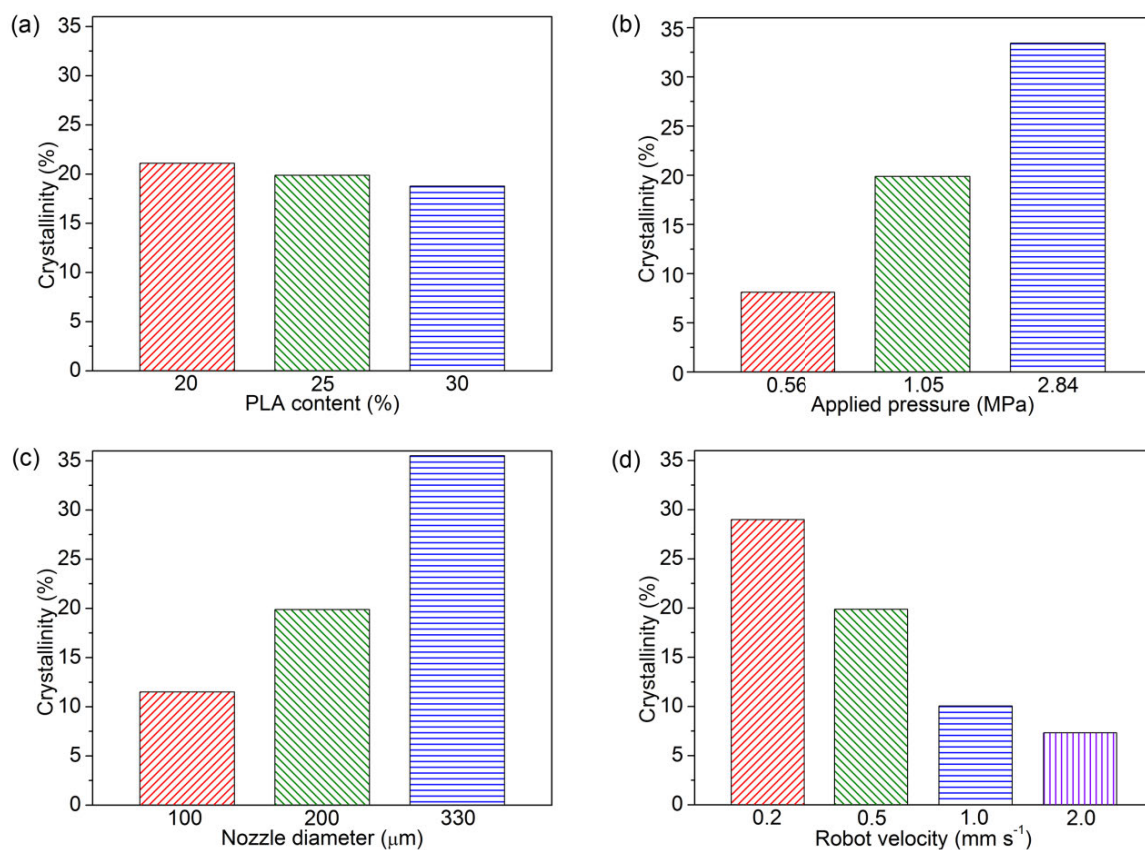 (a)
35
30
25
20
15
10
5
0
Crystallinity (%)
20 25 30
PLA content (%)
(b)
35
30
25
20
15
10
5
0
Crystallinity (%)
0.56 1.05 2.84
Applied pressure (MPa)
(c)
35
30
25
20
15
10
5
0
Crystallinity (%)
100 200 330
Nozzle diameter (μm)
(d)
35
30
25
20
15
10
5
0
Crystallinity (%)
0.2 0.5 1.0 2.0
Robot velocity (mm s⁻¹)